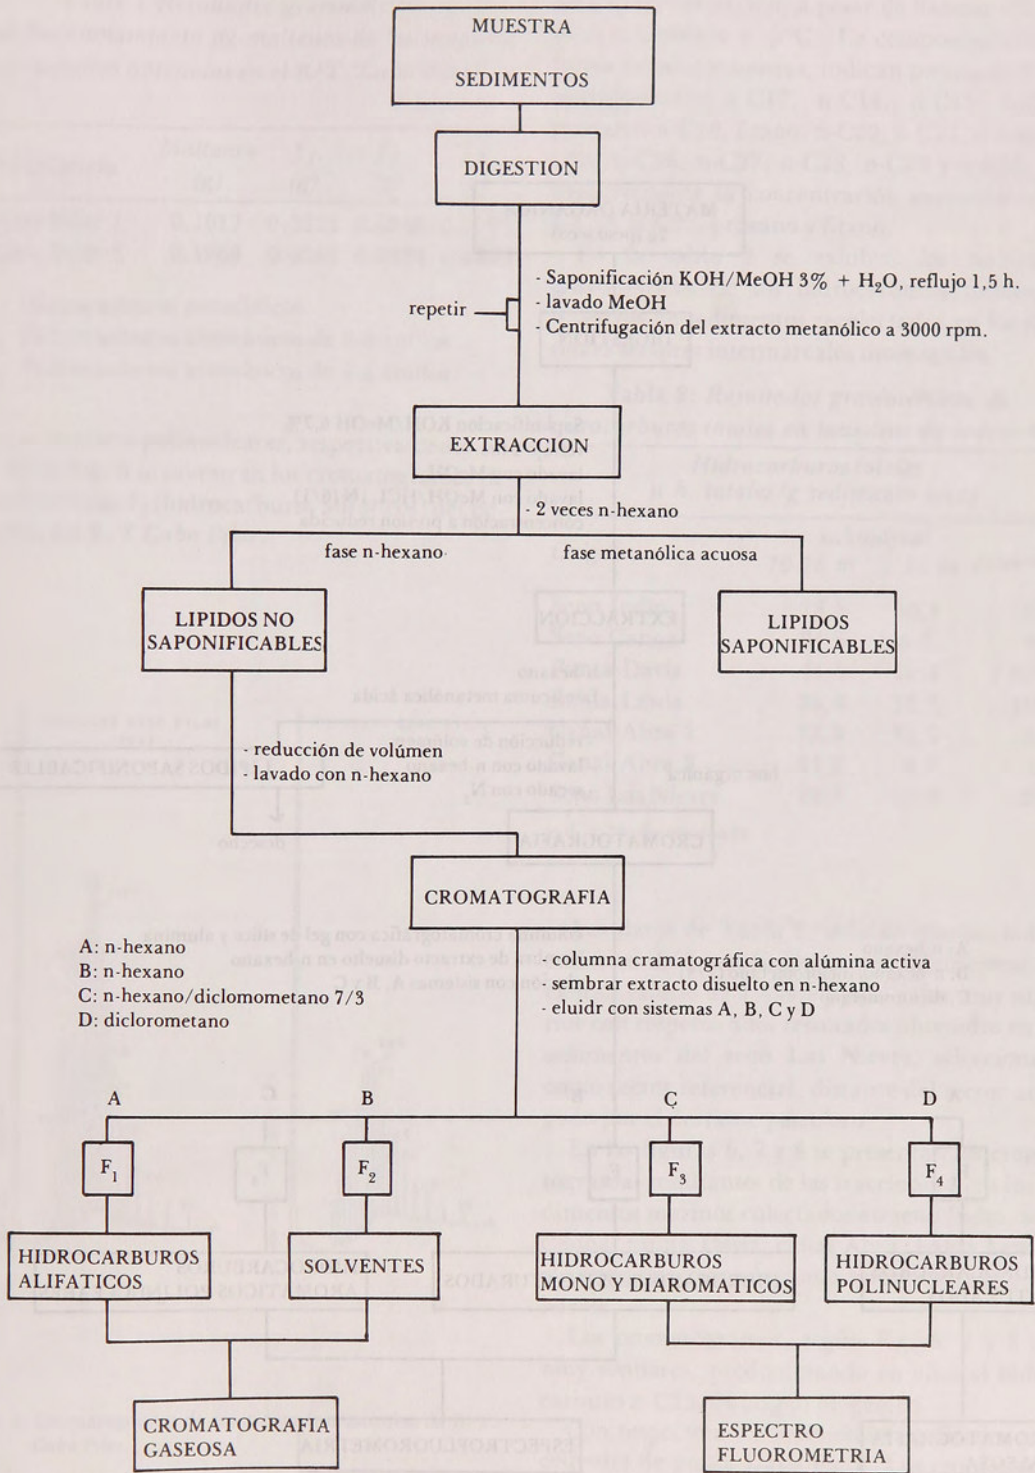 MUESTRA
SEDIMENTOS
DIGESTION
repetir
- Saponificación KOH/MeOH 3% + H₂O, reflujo 1,5 h.
- lavado MeOH
- Centrifugación del extracto metanólico a 3000 rpm.
EXTRACCION
- 2 veces n-hexano
fase n-hexano
fase metanólica acuosa
LIPIDOS NO
SAPONIFICABLES
LIPIDOS
SAPONIFICABLES
- reducción de volúmen
- lavado con n-hexano
CROMATOGRAFIA
A: n-hexano
B: n-hexano
C: n-hexano/diclomometano 7/3
D: diclorometano
- columna cramatográfica con alúmina activa
- sembrar extracto disuelto en n-hexano
- eluidr con sistemas A, B, C y D
A B C D
F₁ F₂ F₃ F₄
HIDROCARBUROS
ALIFATICOS
SOLVENTES
HIDROCARBUROS
MONO Y DIAROMATICOS
HIDROCARBUROS
POLINUCLEARES
CROMATOGRAFIA
GASEOSA
ESPECTRO
FLUOROMETRIA